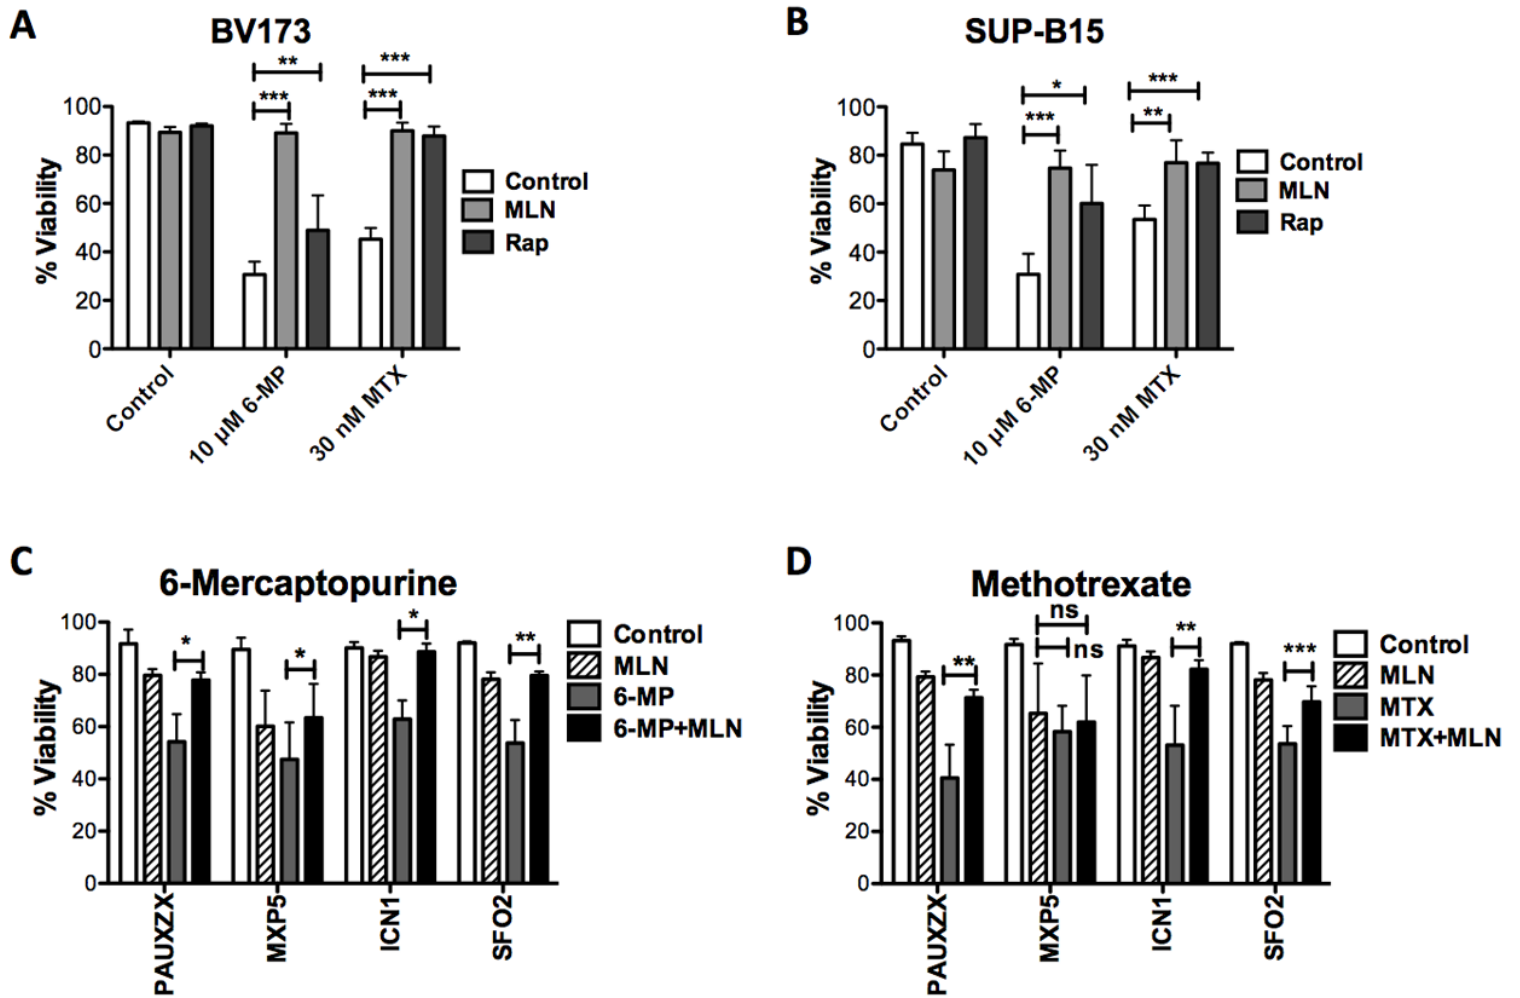 A
BV173
** ***
*** ***
100
80
60
40
20
0
% Viability
Control
MLN
Rap
Control
10 µM 6-MP
30 nM MTX
B
SUP-B15
* ***
*** **
100
80
60
40
20
0
% Viability
Control
MLN
Rap
Control
10 µM 6-MP
30 nM MTX
C
6-Mercaptopurine
* * * **
100
80
60
40
20
0
% Viability
Control
MLN
6-MP
6-MP+MLN
PAUXZX
MXP5
ICN1
SFO2
D
Methotrexate
ns
** ns ** ***
100
80
60
40
20
0
% Viability
Control
MLN
MTX
MTX+MLN
PAUXZX
MXP5
ICN1
SFO2